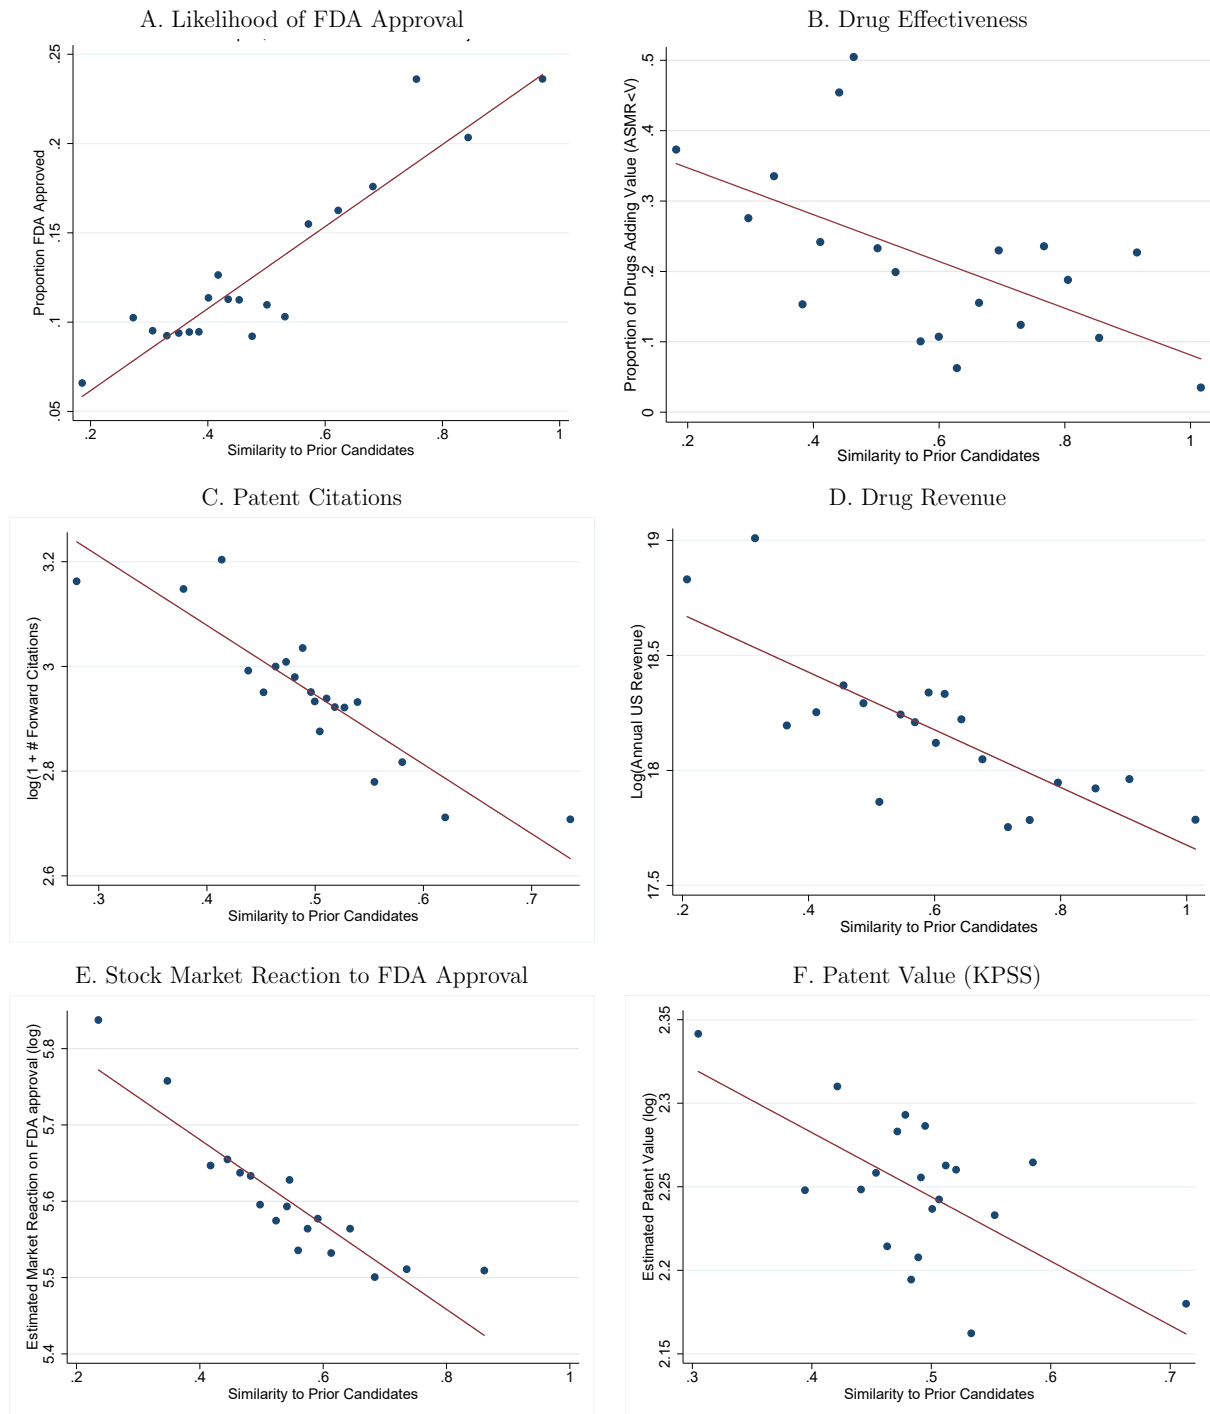 A. Likelihood of FDA Approval
Proportion FDA Approved
.25
.2
.15
.1
.05
.2 .4 .6 .8 1
Similarity to Prior Candidates
B. Drug Effectiveness
Proportion of Drugs Adding Value (ASMR<V)
.5
.4
.3
.2
.1
0
.2 .4 .6 .8 1
Similarity to Prior Candidates
C. Patent Citations
log(1 + # Forward Citations)
3.2
3
2.8
2.6
.3 .4 .5 .6 .7
Similarity to Prior Candidates
D. Drug Revenue
Log(Annual US Revenue)
19
18.5
18
17.5
.2 .4 .6 .8 1
Similarity to Prior Candidates
E. Stock Market Reaction to FDA Approval
Estimated Market Reaction on FDA approval (log)
5.8
5.7
5.6
5.5
5.4
.2 .4 .6 .8 1
Similarity to Prior Candidates
F. Patent Value (KPSS)
Estimated Patent Value (log)
2.35
2.3
2.25
2.2
2.15
.3 .4 .5 .6 .7
Similarity to Prior Candidates